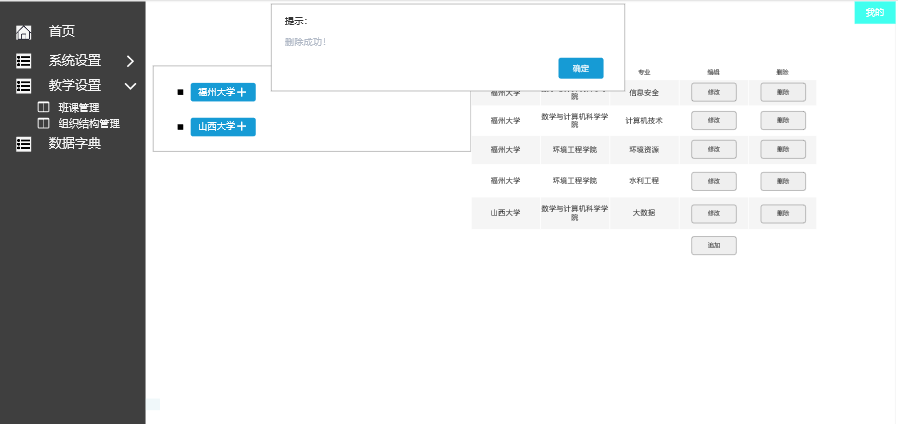 首页
系统设置
教学设置
班课管理
组织结构管理
数据字典
我的
提示：
删除成功！
确定
福州大学＋
山西大学＋
专业 编辑 删除
福州大学 院 信息安全 修改 删除
福州大学 数学与计算机科学学院 计算机技术 修改 删除
福州大学 环境工程学院 环境资源 修改 删除
福州大学 环境工程学院 水利工程 修改 删除
山西大学 数学与计算机科学学院 大数据 修改 删除
追加